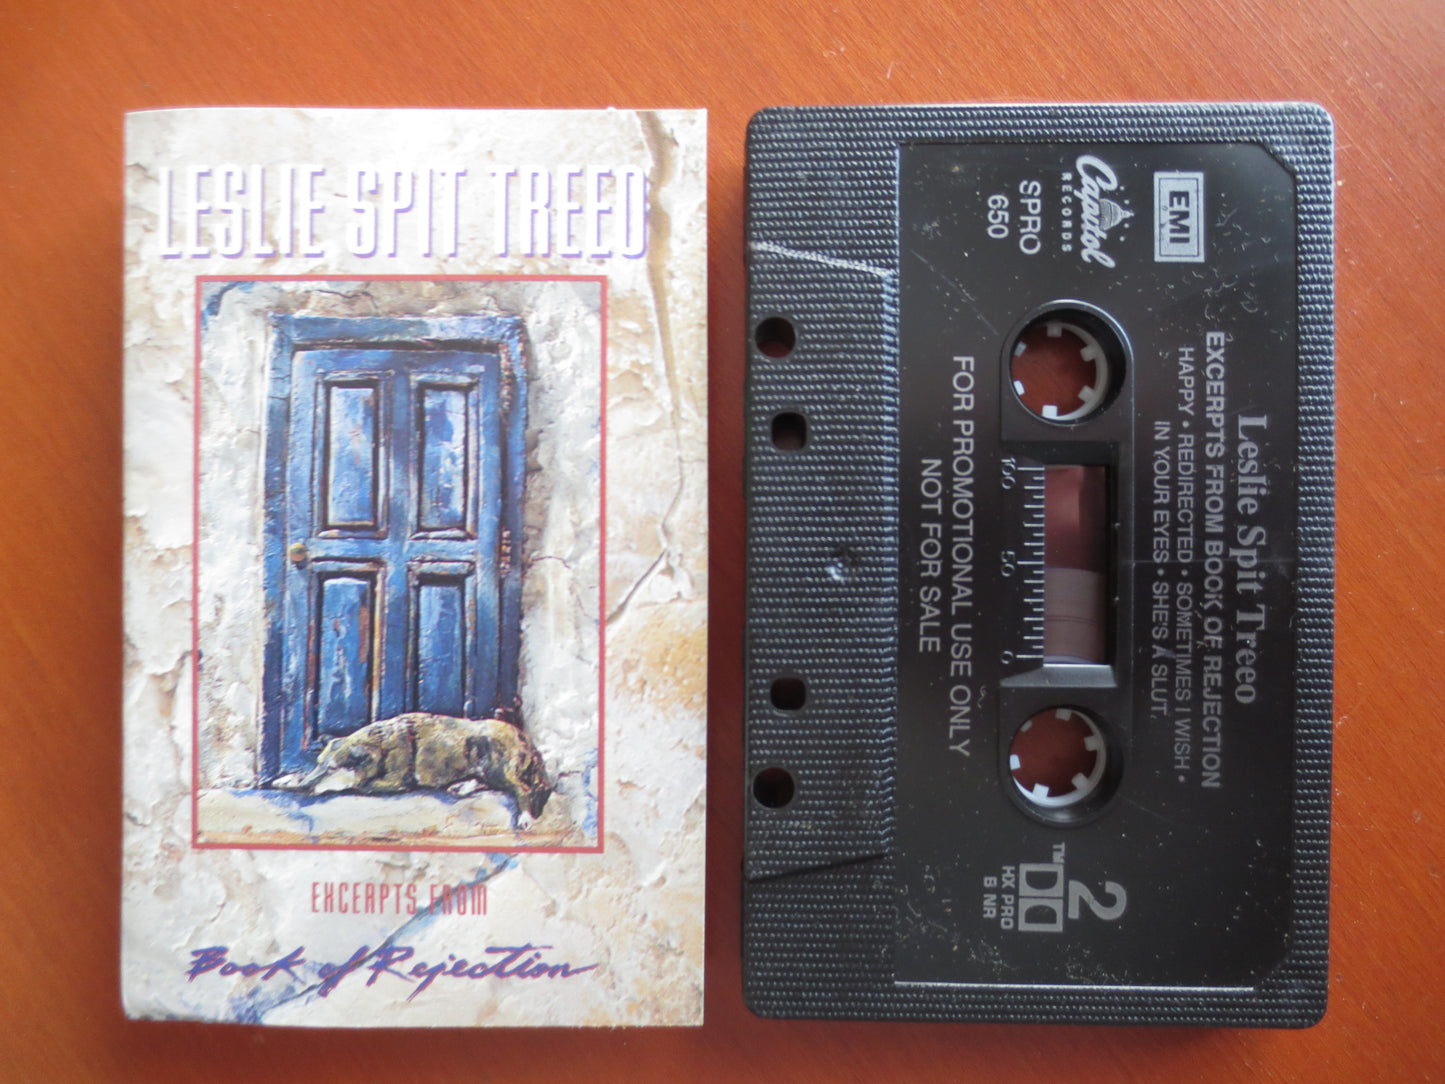 LESLIE SPIT TREEO
EXCERPTS FROM
Book of Rejection
EMI
Capitol
RECORDS
SPRO
650
Leslie Spit Treeo
EXCERPTS FROM BOOK OF REJECTION
HAPPY • REDIRECTED • SOMETIMES I WISH •
IN YOUR EYES • SHE'S A SLUT.
100 50 0
FOR PROMOTIONAL USE ONLY
NOT FOR SALE
2
TM
HX PRO
B NR